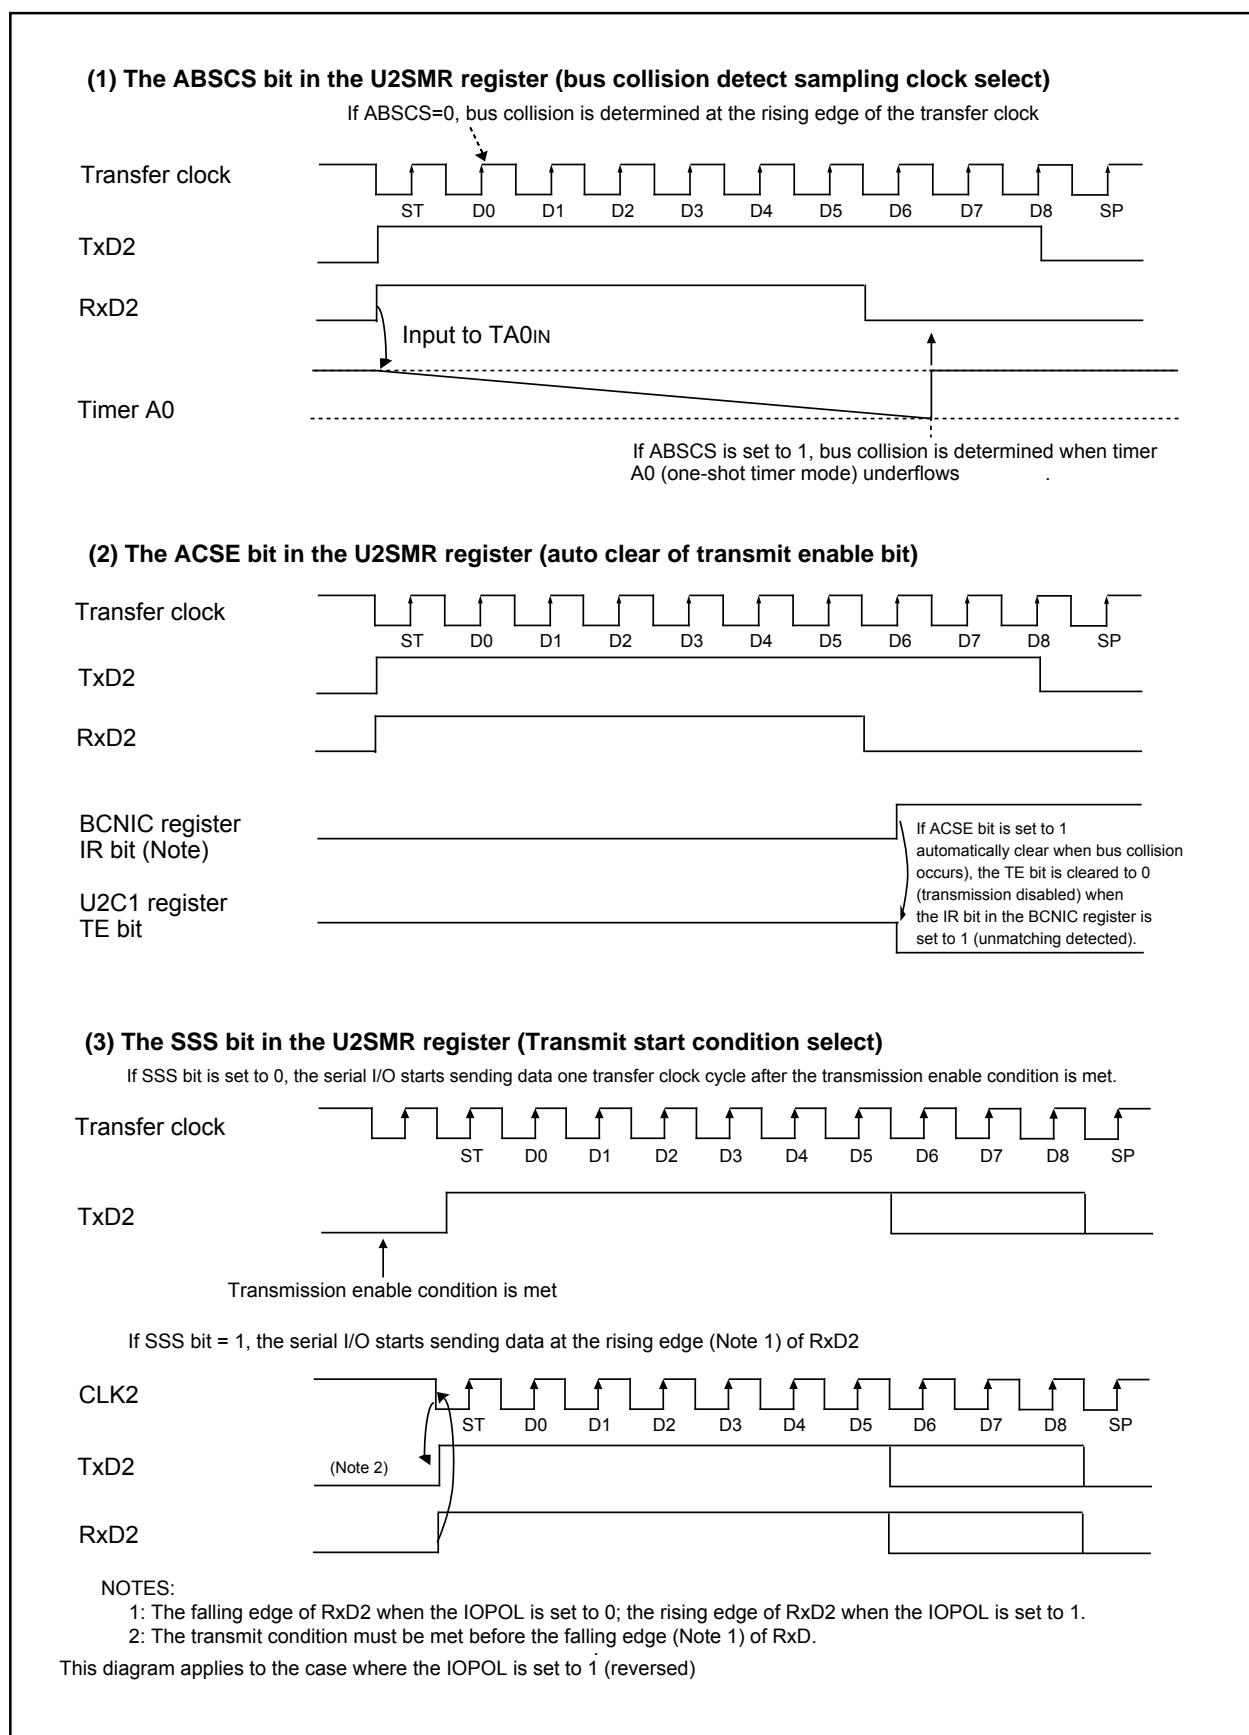 (1) The ABSCS bit in the U2SMR register (bus collision detect sampling clock select)
If ABSCS=0, bus collision is determined at the rising edge of the transfer clock
Transfer clock
ST D0 D1 D2 D3 D4 D5 D6 D7 D8 SP
TxD2
RxD2
Input to TA0IN
Timer A0
If ABSCS is set to 1, bus collision is determined when timer
A0 (one-shot timer mode) underflows .
(2) The ACSE bit in the U2SMR register (auto clear of transmit enable bit)
Transfer clock
ST D0 D1 D2 D3 D4 D5 D6 D7 D8 SP
TxD2
RxD2
BCNIC register
IR bit (Note)
U2C1 register
TE bit
If ACSE bit is set to 1
automatically clear when bus collision
occurs), the TE bit is cleared to 0
(transmission disabled) when
the IR bit in the BCNIC register is
set to 1 (unmatching detected).
(3) The SSS bit in the U2SMR register (Transmit start condition select)
If SSS bit is set to 0, the serial I/O starts sending data one transfer clock cycle after the transmission enable condition is met.
Transfer clock
ST D0 D1 D2 D3 D4 D5 D6 D7 D8 SP
TxD2
Transmission enable condition is met
If SSS bit = 1, the serial I/O starts sending data at the rising edge (Note 1) of RxD2
CLK2
ST D0 D1 D2 D3 D4 D5 D6 D7 D8 SP
TxD2
(Note 2)
RxD2
NOTES:
1: The falling edge of RxD2 when the IOPOL is set to 0; the rising edge of RxD2 when the IOPOL is set to 1.
2: The transmit condition must be met before the falling edge (Note 1) of RxD.
.
This diagram applies to the case where the IOPOL is set to 1 (reversed)